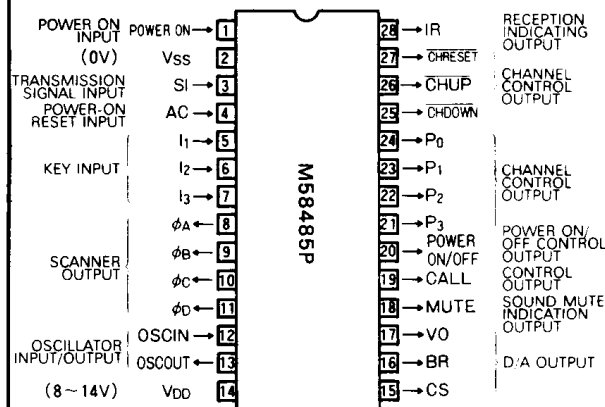 POWER ON INPUT POWER ON 1
(0V) VSS 2
TRANSMISSION SIGNAL INPUT SI 3
POWER-ON RESET INPUT AC 4
I1 5
KEY INPUT I2 6
I3 7
φA 8
φB 9
SCANNER OUTPUT φC 10
φD 11
OSCILLATOR INPUT/OUTPUT OSCIN 12
OSCOUT 13
(8~14V) VDD 14
M58485P
28 IR RECEPTION INDICATING OUTPUT
27 CHRESET
26 CHUP CHANNEL CONTROL OUTPUT
25 CHDOWN
24 P0
23 P1 CHANNEL CONTROL OUTPUT
22 P2
21 P3
20 POWER ON/OFF POWER ON/OFF CONTROL OUTPUT
19 CALL CONTROL OUTPUT
18 MUTE SOUND MUTE INDICATION OUTPUT
17 VO
16 BR D/A OUTPUT
15 CS